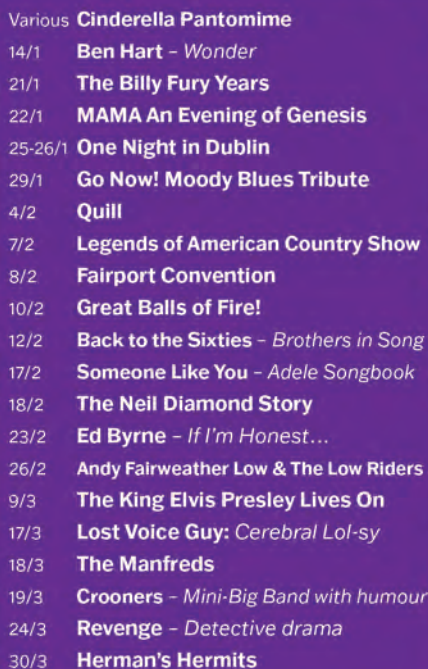 Various Cinderella Pantomime
14/1 Ben Hart – Wonder
21/1 The Billy Fury Years
22/1 MAMA An Evening of Genesis
25-26/1 One Night in Dublin
29/1 Go Now! Moody Blues Tribute
4/2 Quill
7/2 Legends of American Country Show
8/2 Fairport Convention
10/2 Great Balls of Fire!
12/2 Back to the Sixties – Brothers in Song
17/2 Someone Like You – Adele Songbook
18/2 The Neil Diamond Story
23/2 Ed Byrne – If I'm Honest...
26/2 Andy Fairweather Low & The Low Riders
9/3 The King Elvis Presley Lives On
17/3 Lost Voice Guy: Cerebral Lol-sy
18/3 The Manfreds
19/3 Crooners – Mini-Big Band with humour
24/3 Revenge – Detective drama
30/3 Herman's Hermits